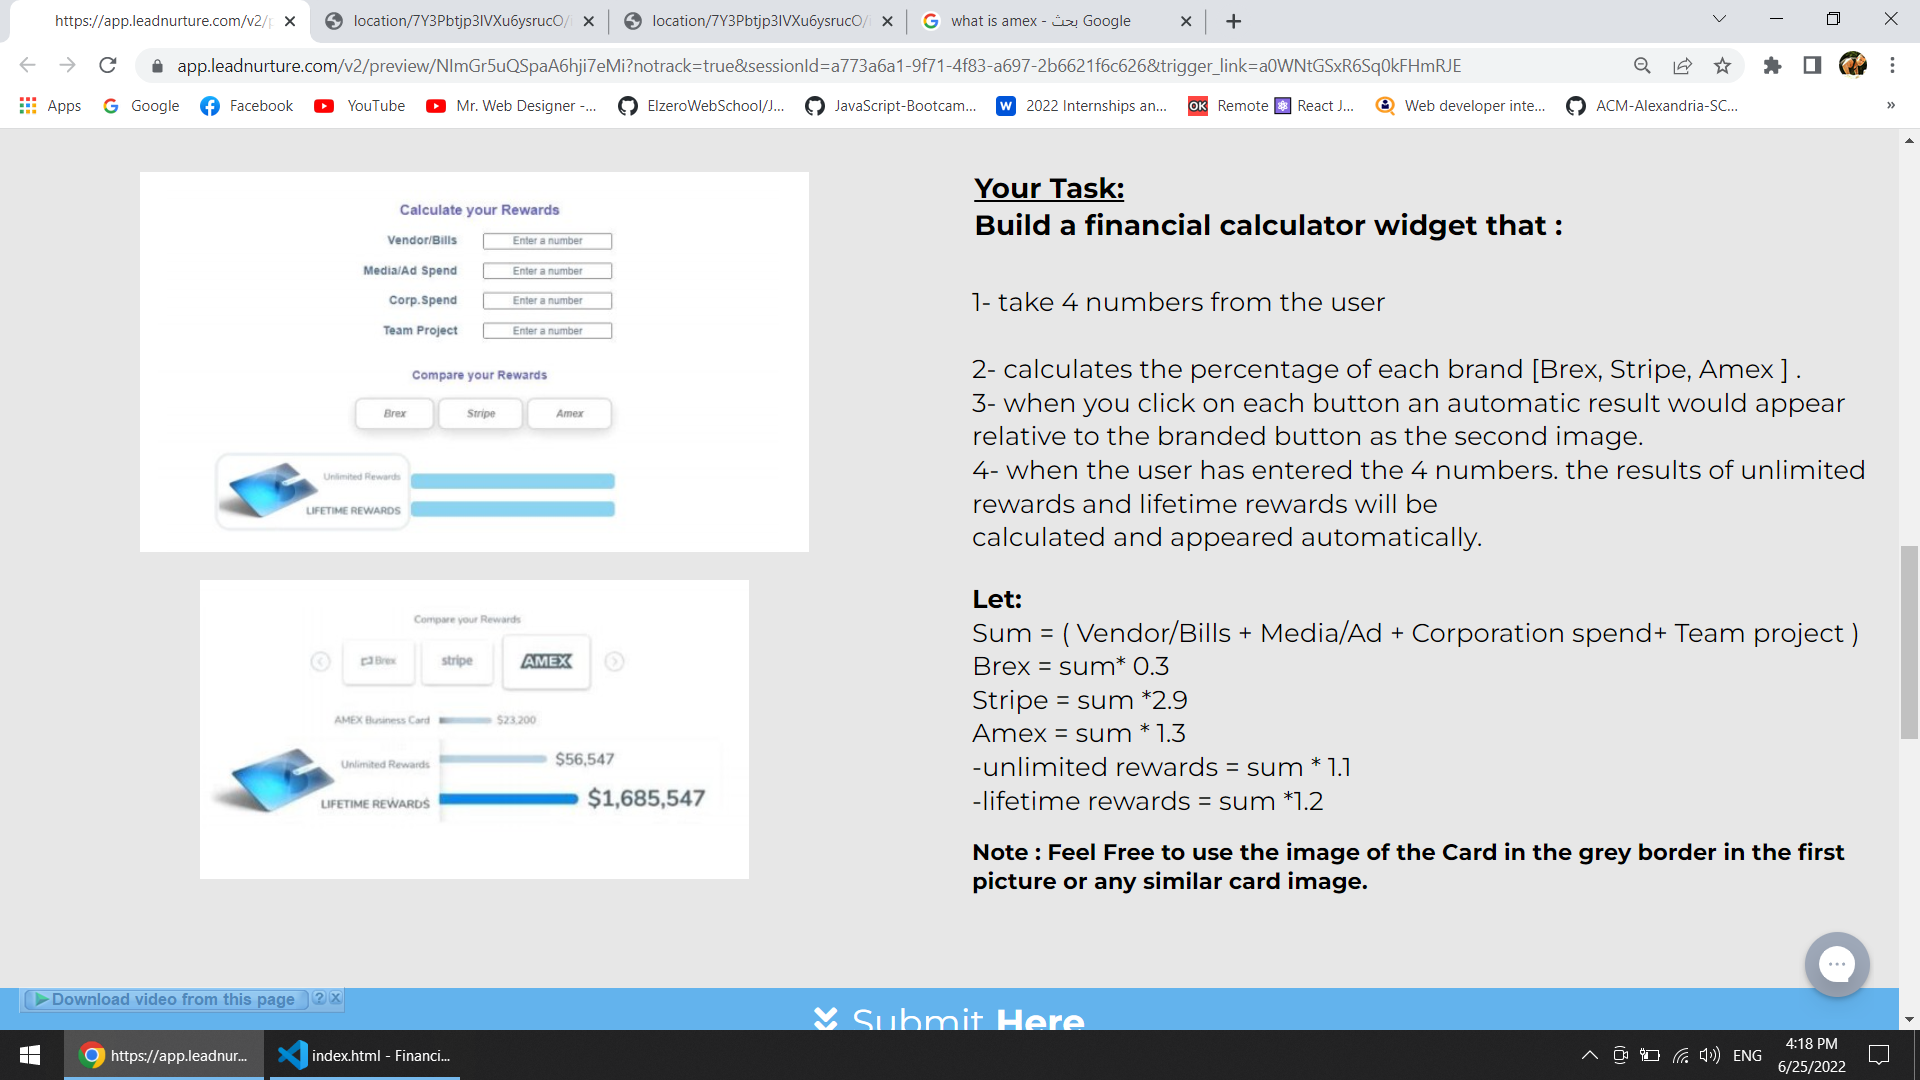 https://app.leadnurture.com/v2/p
location/7Y3Pbtjp3IVXu6ysrucO/
location/7Y3Pbtjp3IVXu6ysrucO/
what is amex - بحث Google
app.leadnurture.com/v2/preview/NImGr5uQSpaA6hji7eMi?notrack=true&sessionId=a773a6a1-9f71-4f83-a697-2b6621f6c626&trigger_link=a0WNtGSxR6Sq0kFHmRJE
Apps
Google
Facebook
YouTube
Mr. Web Designer -...
ElzeroWebSchool/J...
JavaScript-Bootcam...
W 2022 Internships an...
OK Remote React J...
Web developer inte...
ACM-Alexandria-SC...
»
Calculate your Rewards
Vendor/Bills Enter a number
Media/Ad Spend Enter a number
Corp.Spend Enter a number
Team Project Enter a number
Compare your Rewards
Brex Stripe Amex
Unlimited Rewards
LIFETIME REWARDS
Compare your Rewards
Brex stripe AMEX
AMEX Business Card $23,200
Unlimited Rewards $56,547
LIFETIME REWARDS $1,685,547
Your Task:
Build a financial calculator widget that :
1- take 4 numbers from the user
2- calculates the percentage of each brand [Brex, Stripe, Amex ] .
3- when you click on each button an automatic result would appear
relative to the branded button as the second image.
4- when the user has entered the 4 numbers. the results of unlimited
rewards and lifetime rewards will be
calculated and appeared automatically.
Let:
Sum = ( Vendor/Bills + Media/Ad + Corporation spend+ Team project )
Brex = sum* 0.3
Stripe = sum *2.9
Amex = sum * 1.3
-unlimited rewards = sum * 1.1
-lifetime rewards = sum *1.2
Note : Feel Free to use the image of the Card in the grey border in the first
picture or any similar card image.
Download video from this page ? X
Submit Here
https://app.leadnur...
index.html - Financi...
ENG
4:18 PM
6/25/2022